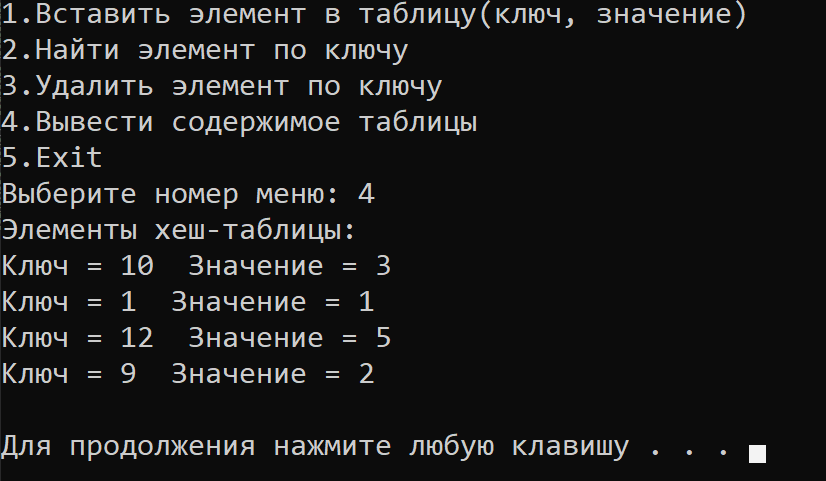 1.Вставить элемент в таблицу(ключ, значение)
2.Найти элемент по ключу
3.Удалить элемент по ключу
4.Вывести содержимое таблицы
5.Exit
Выберите номер меню: 4
Элементы хеш-таблицы:
Ключ = 10  Значение = 3
Ключ = 1  Значение = 1
Ключ = 12  Значение = 5
Ключ = 9  Значение = 2
Для продолжения нажмите любую клавишу . . .